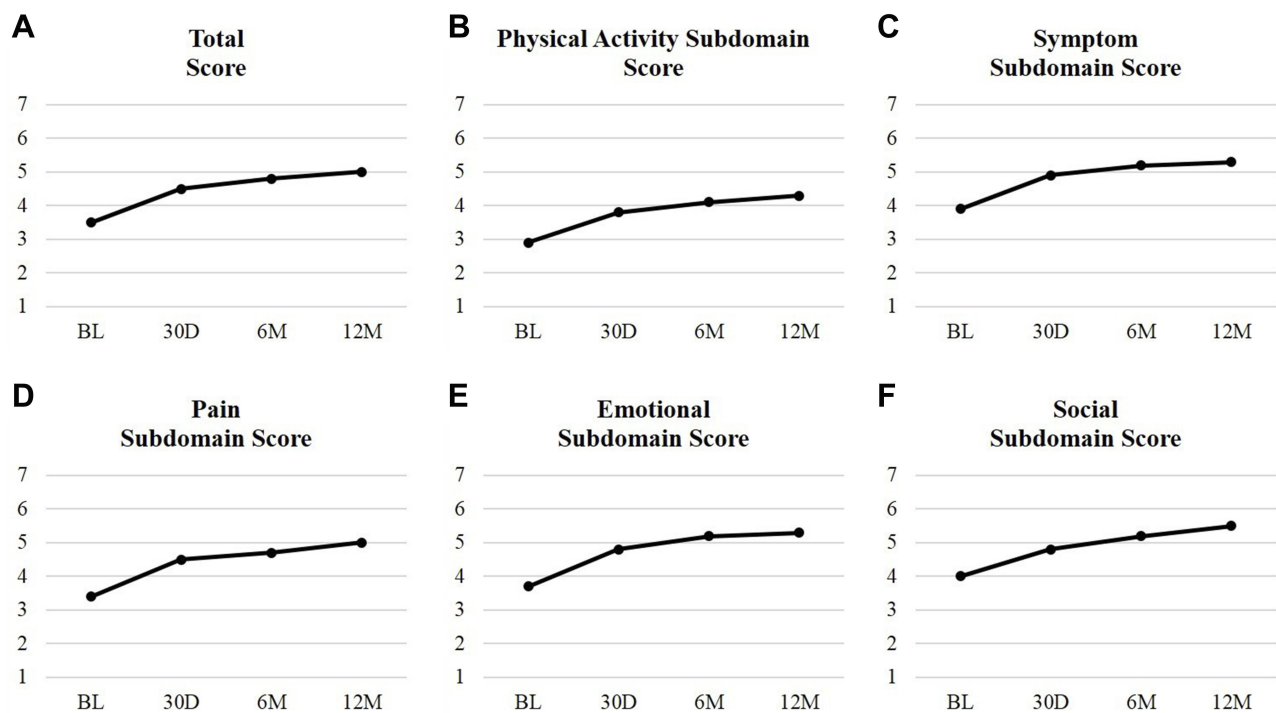 A
Total
Score
7
6
5
4
3
2
1
BL 30D 6M 12M
B
Physical Activity Subdomain
Score
7
6
5
4
3
2
1
BL 30D 6M 12M
C
Symptom
Subdomain Score
7
6
5
4
3
2
1
BL 30D 6M 12M
D
Pain
Subdomain Score
7
6
5
4
3
2
1
BL 30D 6M 12M
E
Emotional
Subdomain Score
7
6
5
4
3
2
1
BL 30D 6M 12M
F
Social
Subdomain Score
7
6
5
4
3
2
1
BL 30D 6M 12M